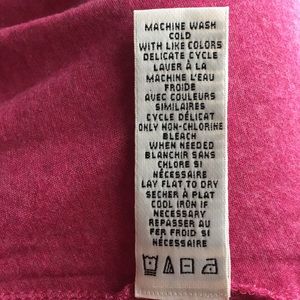 MACHINE WASH
COLD
WITH LIKE COLORS
DELICATE CYCLE
LAVER À LA
MACHINE L'EAU
FROIDE
AVEC COULEURS
SIMILAIRES
CYCLE DÉLICAT
ONLY NON-CHLORINE
BLEACH
WHEN NEEDED
BLANCHIR SANS
CHLORE SI
NÉCESSAIRE
LAY FLAT TO DRY
SECHER À PLAT
COOL IRON IF
NECESSARY
REPASSER AU
FER FROID SI
NÉCESSAIRE